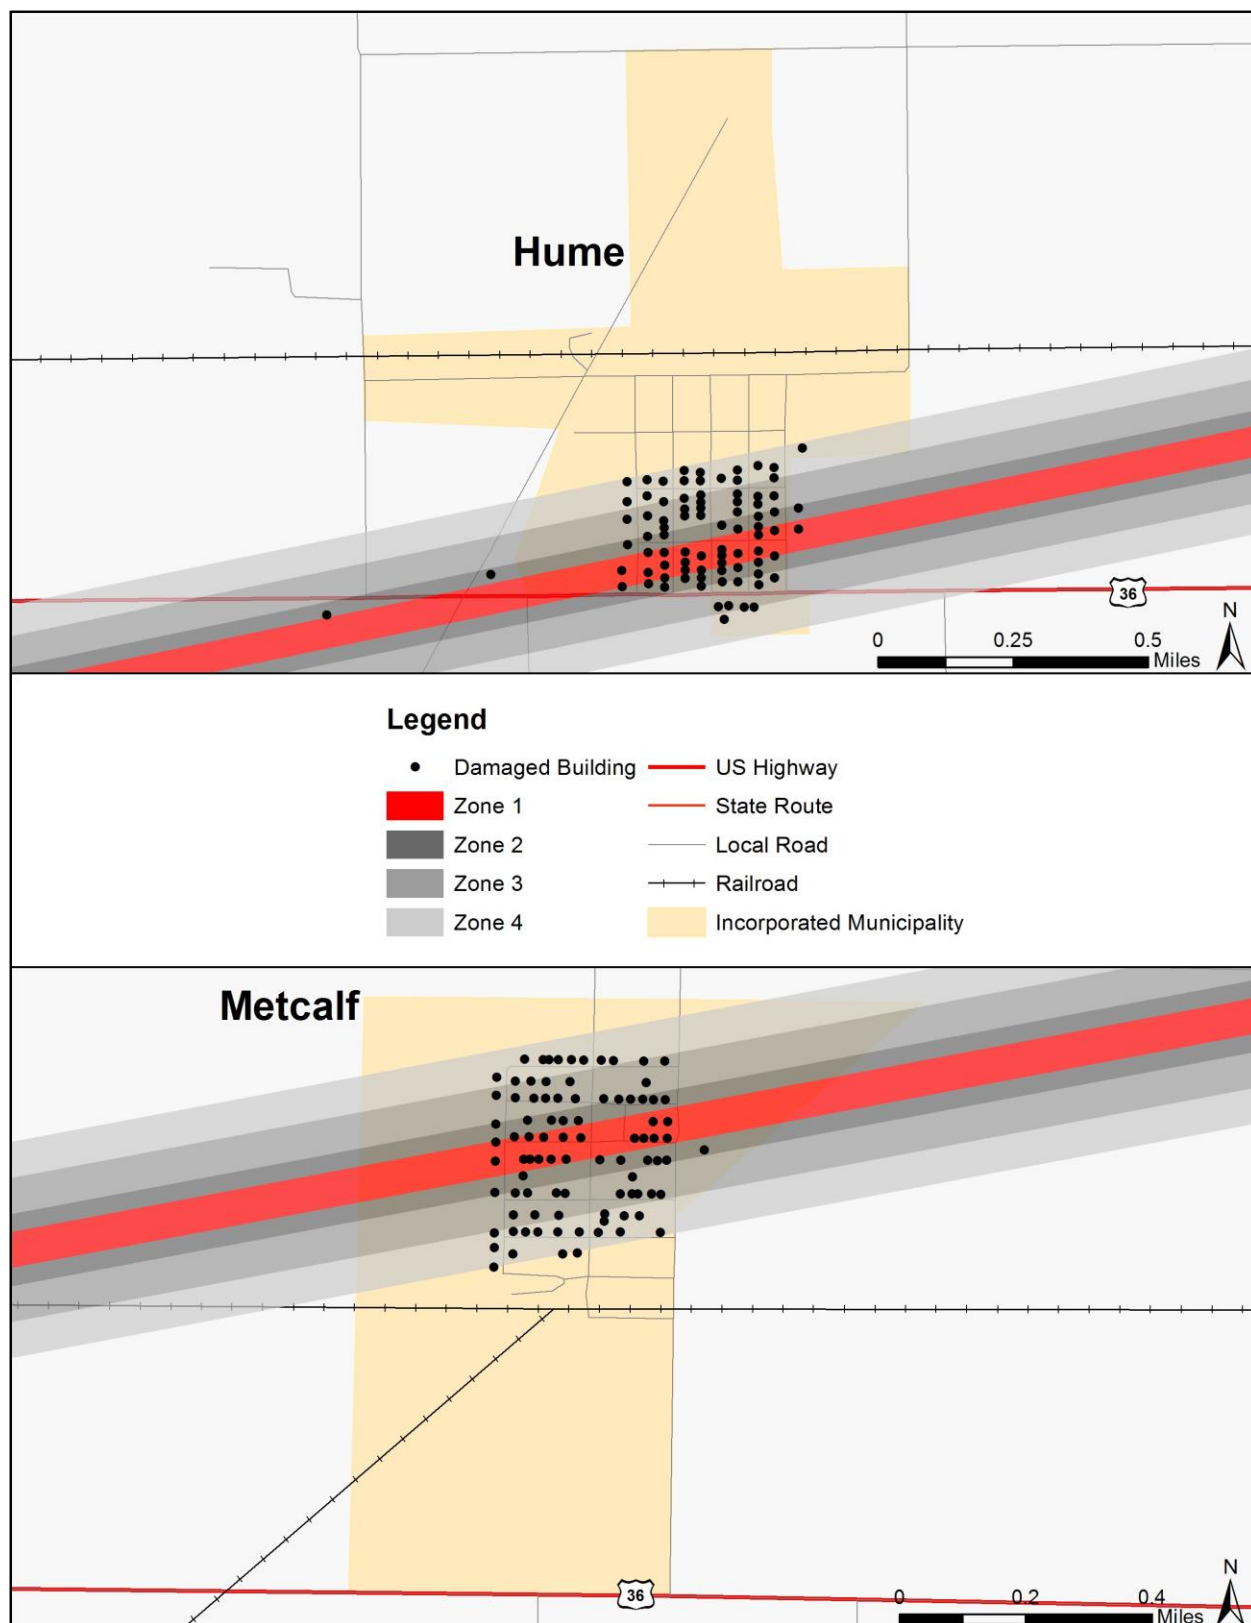 Hume
36
N
0 0.25 0.5
Miles
Legend
Damaged Building
US Highway
Zone 1
State Route
Zone 2
Local Road
Zone 3
Railroad
Zone 4
Incorporated Municipality
Metcalf
36
N
0 0.2 0.4
Miles